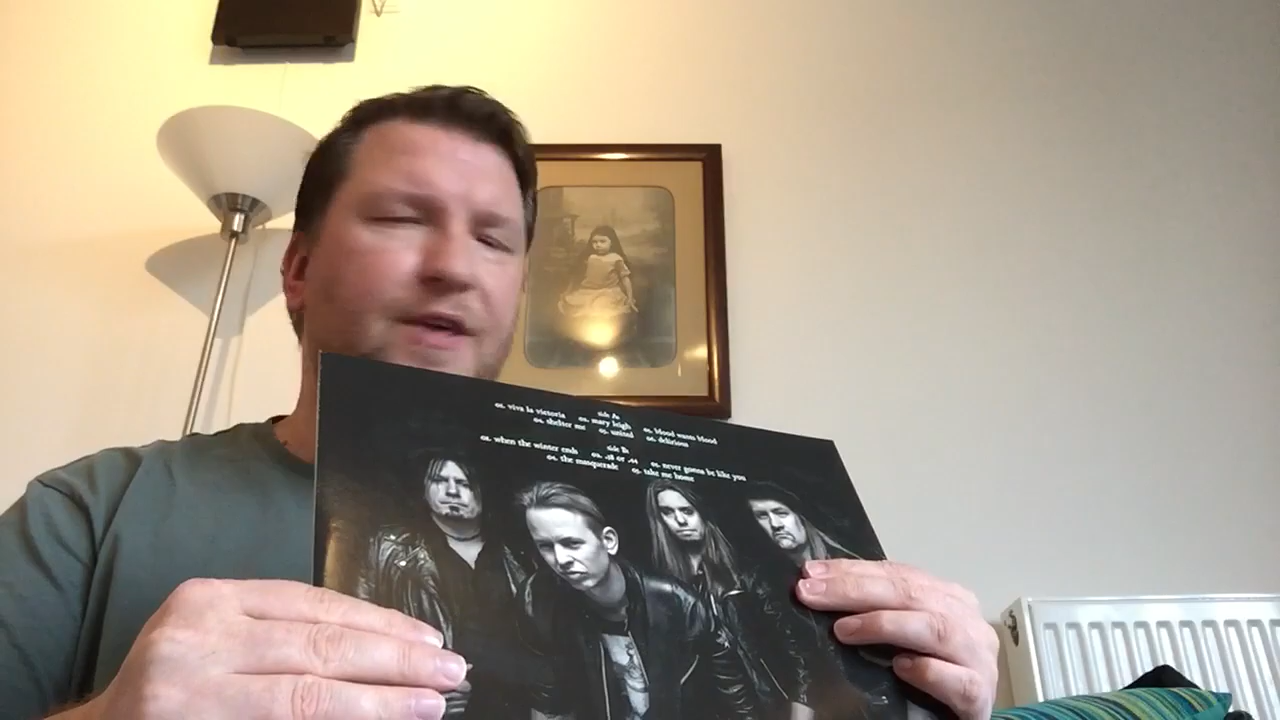 side A:
01. viva la victoria 02. mary leigh 03. blood wants blood
04. shelter me 05. united 06. delirious
side B:
01. when the winter ends 02. .38 or .44 03. never gonna be like you
04. the masquerade 05. take me home